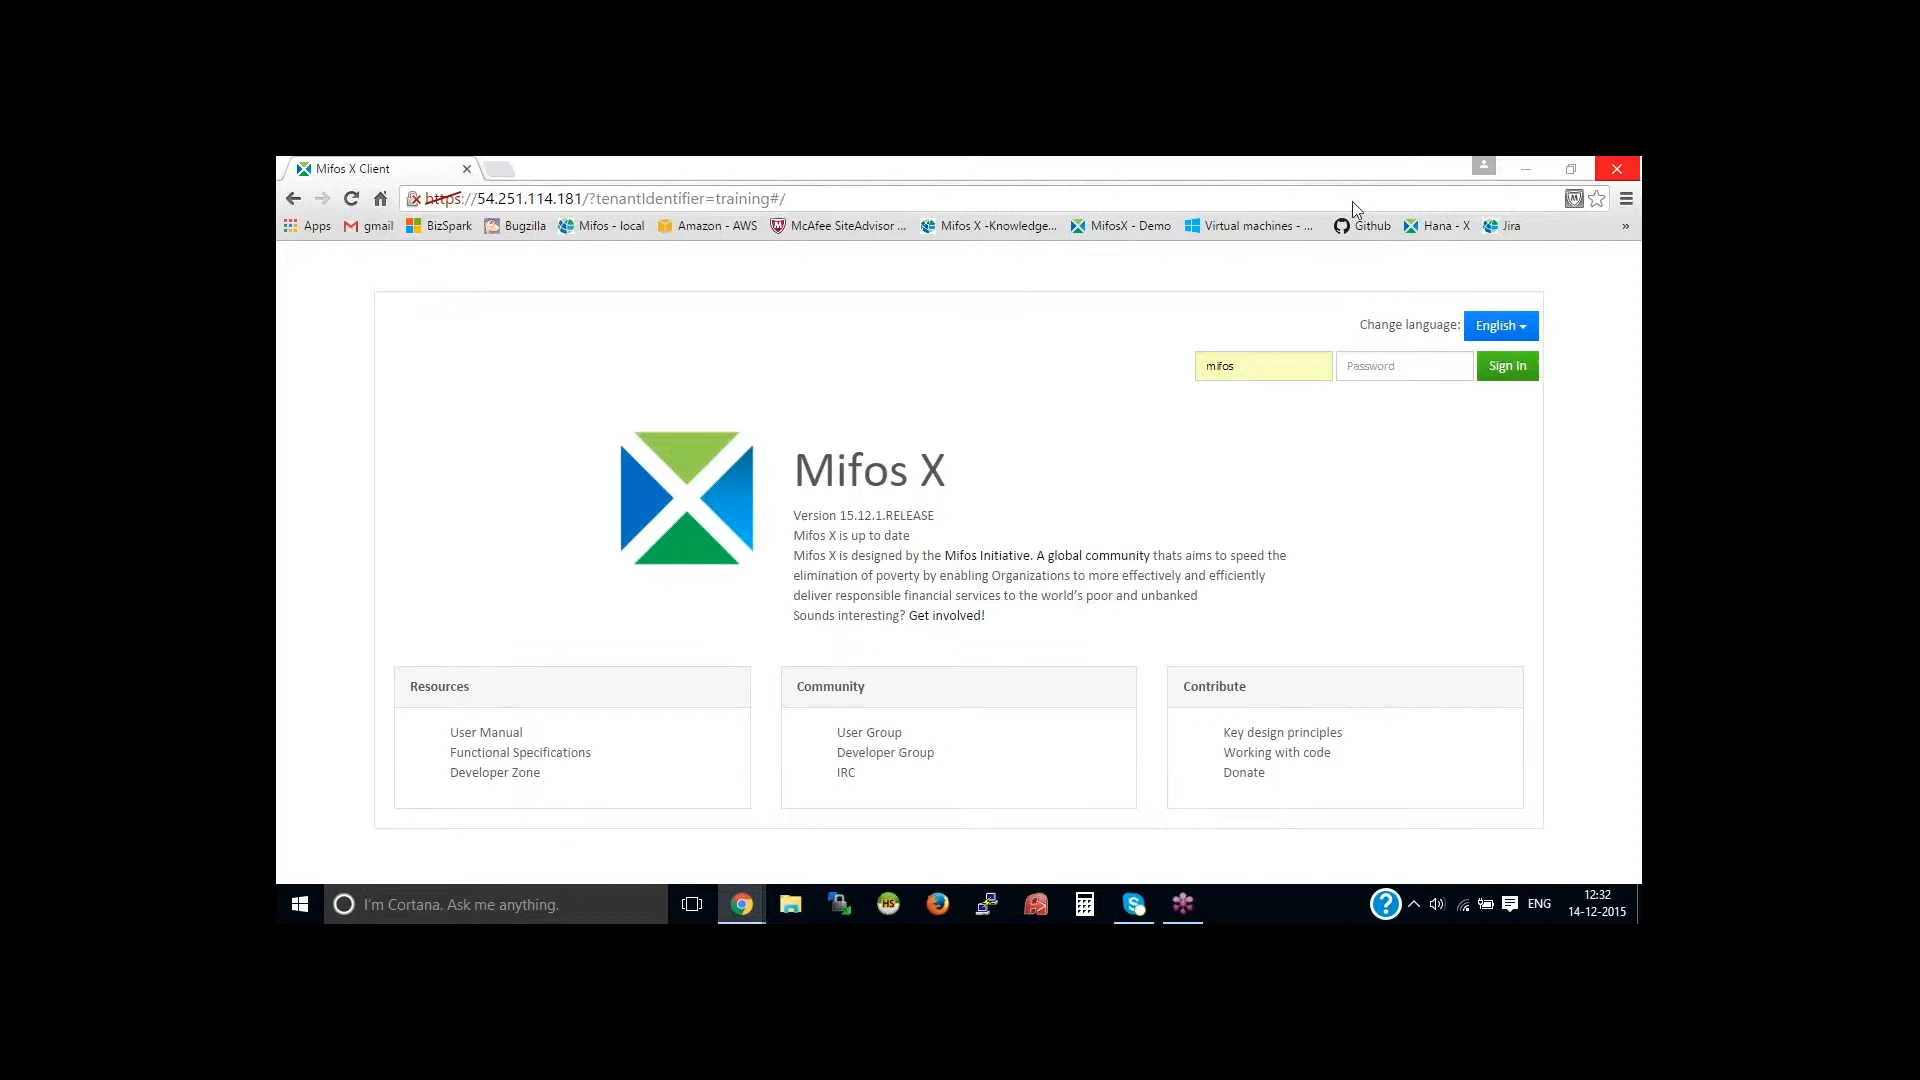 Mifos X Client
https://54.251.114.181/?tenantIdentifier=training#/
Apps gmail BizSpark Bugzilla Mifos - local Amazon - AWS McAfee SiteAdvisor ... Mifos X -Knowledge... MifosX - Demo Virtual machines - ... Github Hana - X Jira »
Change language: English
mifos Password Sign In
Mifos X
Version 15.12.1.RELEASE
Mifos X is up to date
Mifos X is designed by the Mifos Initiative. A global community thats aims to speed the
elimination of poverty by enabling Organizations to more effectively and efficiently
deliver responsible financial services to the world's poor and unbanked
Sounds interesting? Get involved!
Resources
User Manual
Functional Specifications
Developer Zone
Community
User Group
Developer Group
IRC
Contribute
Key design principles
Working with code
Donate
I'm Cortana. Ask me anything.
HS
?
ENG
12:32
14-12-2015